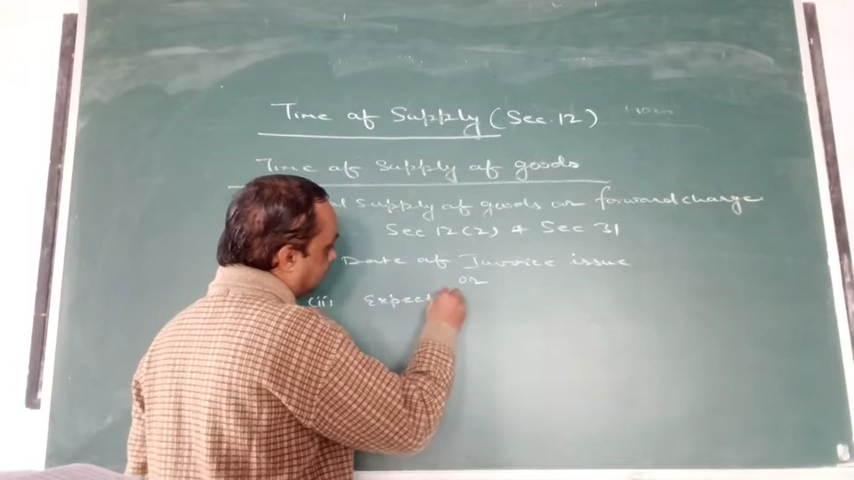 Time of Supply (Sec. 12)
Time of Supply of goods
Supply of goods on forward charge
Sec 12(2) & Sec 31
Date of Invoice issue
or
(ii) Expect